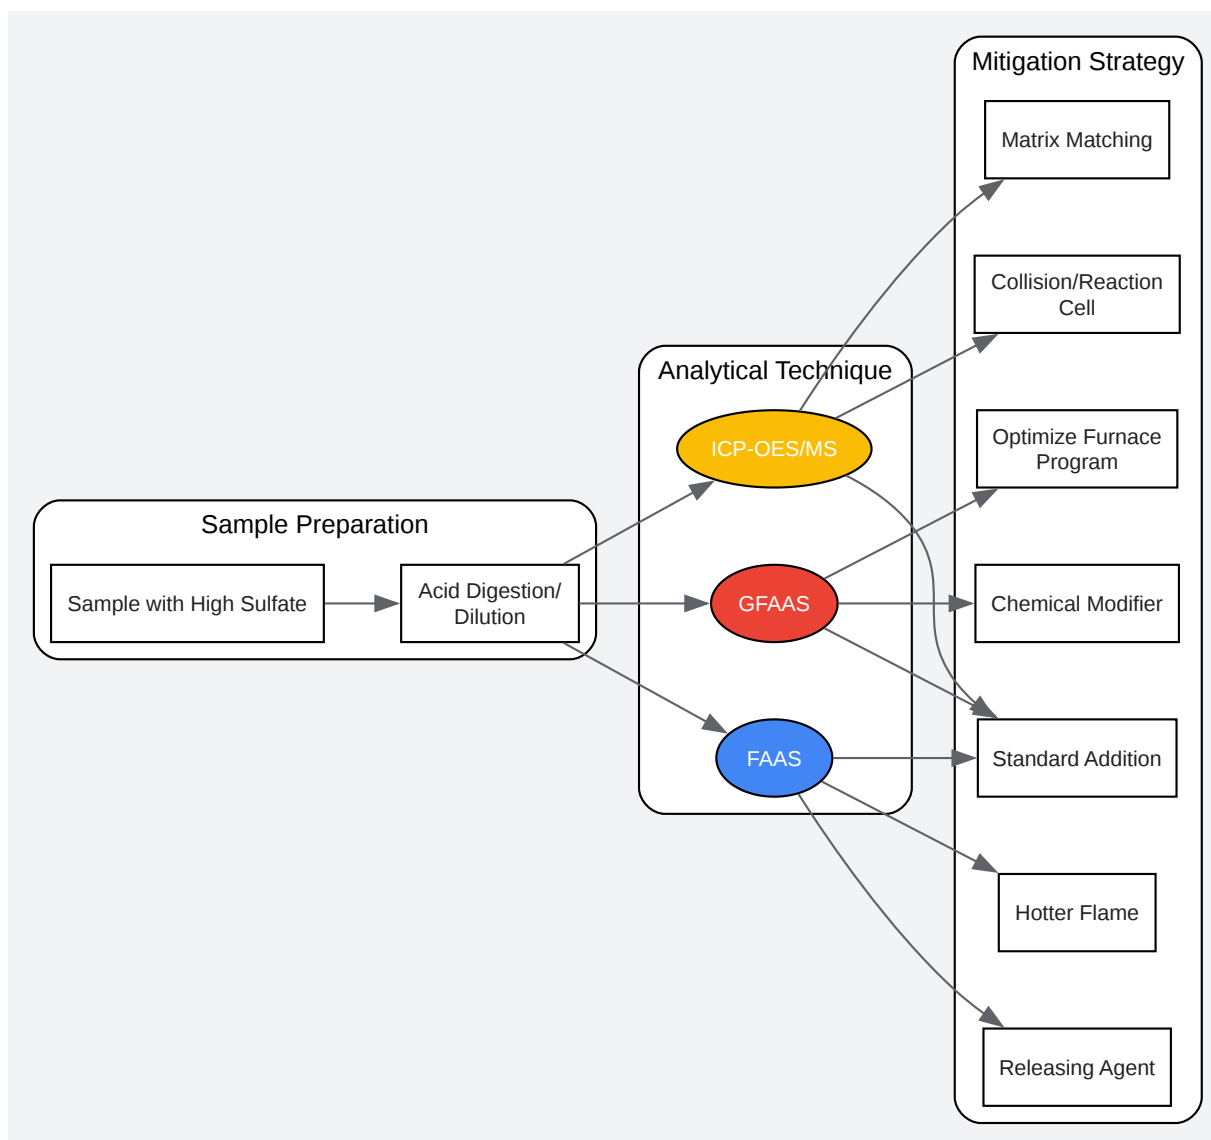 Sample Preparation
Sample with High Sulfate
Acid Digestion/
Dilution
Analytical Technique
ICP-OES/MS
GFAAS
FAAS
Mitigation Strategy
Matrix Matching
Collision/Reaction
Cell
Optimize Furnace
Program
Chemical Modifier
Standard Addition
Hotter Flame
Releasing Agent